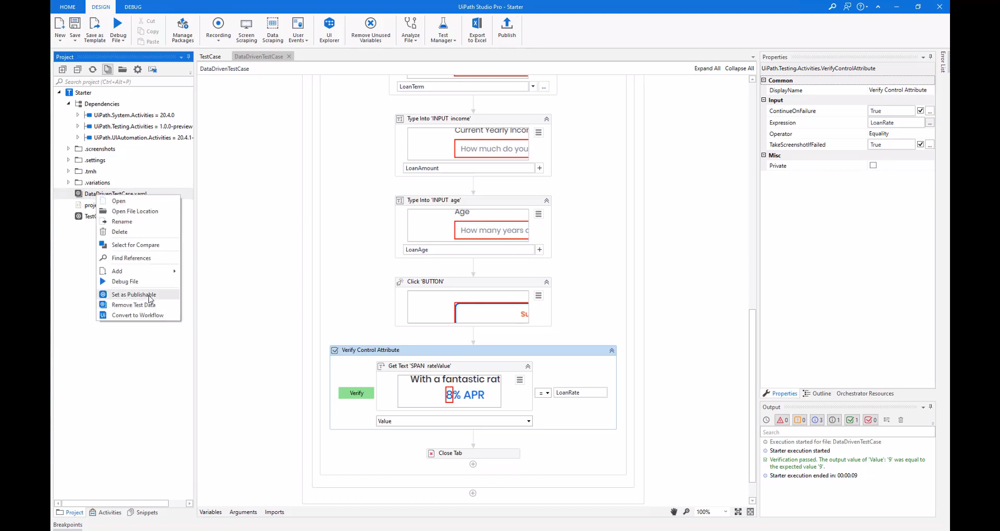 HOME DESIGN DEBUG
UiPath Studio Pro - Starter
New
Save
Save as Template
Debug File
Cut
Copy
Paste
Manage Packages
Recording
Screen Scraping
Data Scraping
User Events
UI Explorer
Remove Unused Variables
Analyze File
Test Manager
Export to Excel
Publish
Project
Search project (Ctrl+Alt+P)
Starter
Dependencies
UiPath.System.Activities = 20.4.0
UiPath.Testing.Activities = 1.0.0-preview
UiPath.UIAutomation.Activities = 20.4.1-
.screenshots
.settings
.tmh
.variations
DataDrivenTestCase.xaml
proje
TestC
Open
Open File Location
Rename
Delete
Select for Compare
Find References
Add
Debug File
Set as Publishable
Remove Test Data
Convert to Workflow
Project Activities Snippets
Breakpoints
TestCase DataDrivenTestCase
DataDrivenTestCase
Expand All Collapse All
LoanTerm
...
Type Into 'INPUT income'
Current Yearly Incor
How much do you
LoanAmount
Type Into 'INPUT age'
Age
How many years
LoanAge
Click 'BUTTON'
Su
Verify Control Attribute
Get Text 'SPAN rateValue'
With a fantastic rat
8% APR
Verify
=
LoanRate
Value
Close Tab
Variables Arguments Imports
100%
Properties
UiPath.Testing.Activities.VerifyControlAttribute
Common
DisplayName Verify Control Attribute
Input
ContinueOnFailure True ...
Expression LoanRate ...
Operator Equality
TakeScreenshotIfFailed True ...
Misc
Private
Error List
Properties Outline Orchestrator Resources
Output
0 0 3 1 1 0
Search
Execution started for file: DataDrivenTestCase
Starter execution started
Verification passed. The output value of 'Value': '9' was equal to
the expected value '9'.
Starter execution ended in: 00:00:09